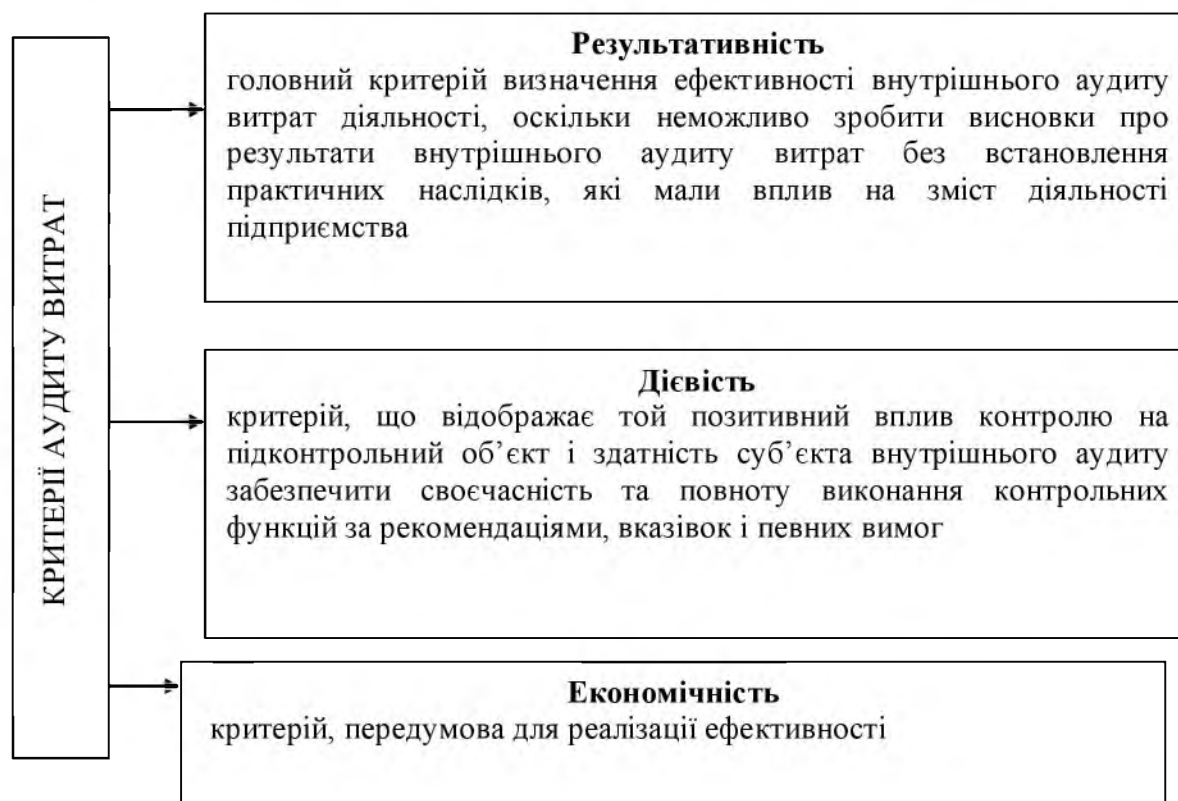 КРИТЕРІЇ АУДИТУ ВИТРАТ
Результативність
головний критерій визначення ефективності внутрішнього аудиту
витрат діяльності, оскільки неможливо зробити висновки про
результати внутрішнього аудиту витрат без встановлення
практичних наслідків, які мали вплив на зміст діяльності
підприємства
Дієвість
критерій, що відображає той позитивний вплив контролю на
підконтрольний об’єкт і здатність суб’єкта внутрішнього аудиту
забезпечити своєчасність та повноту виконання контрольних
функцій за рекомендаціями, вказівок і певних вимог
Економічність
критерій, передумова для реалізації ефективності